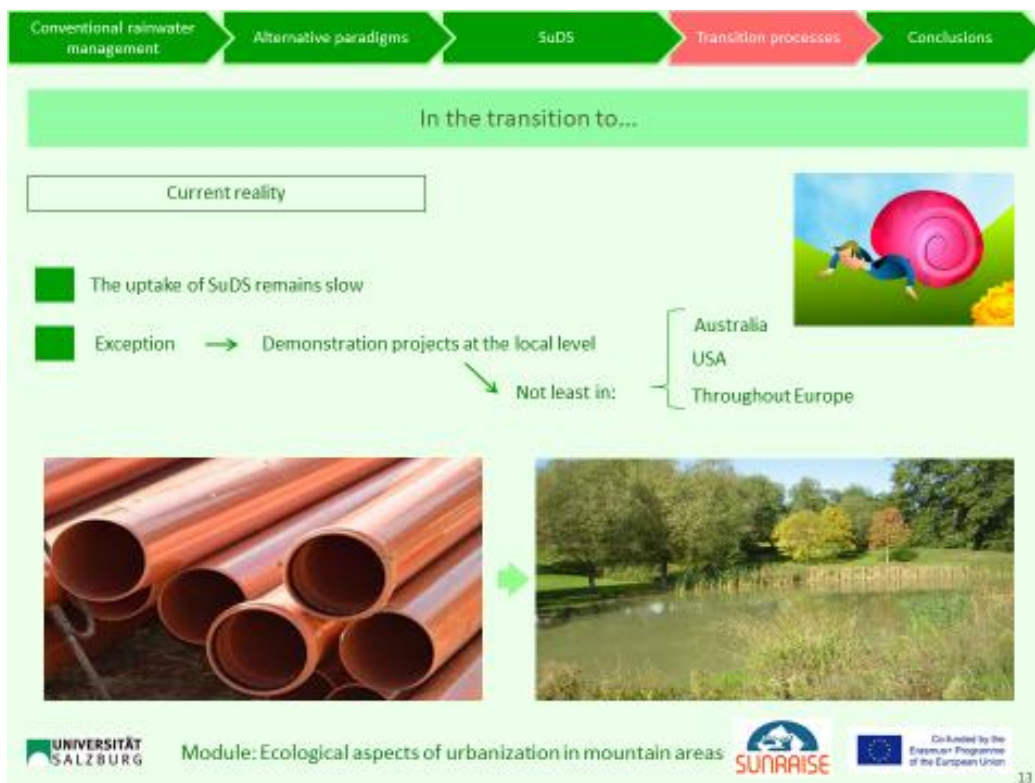 Conventional rainwater
management
Alternative paradigms
SuDS
Transition processes
Conclusions
In the transition to...
Current reality
The uptake of SuDS remains slow
Exception → Demonstration projects at the local level
Not least in:
Australia
USA
Throughout Europe
UNIVERSITÄT
SALZBURG
Module: Ecological aspects of urbanization in mountain areas
SUNRAISE
Co-funded by the
Erasmus+ Programme
of the European Union
13